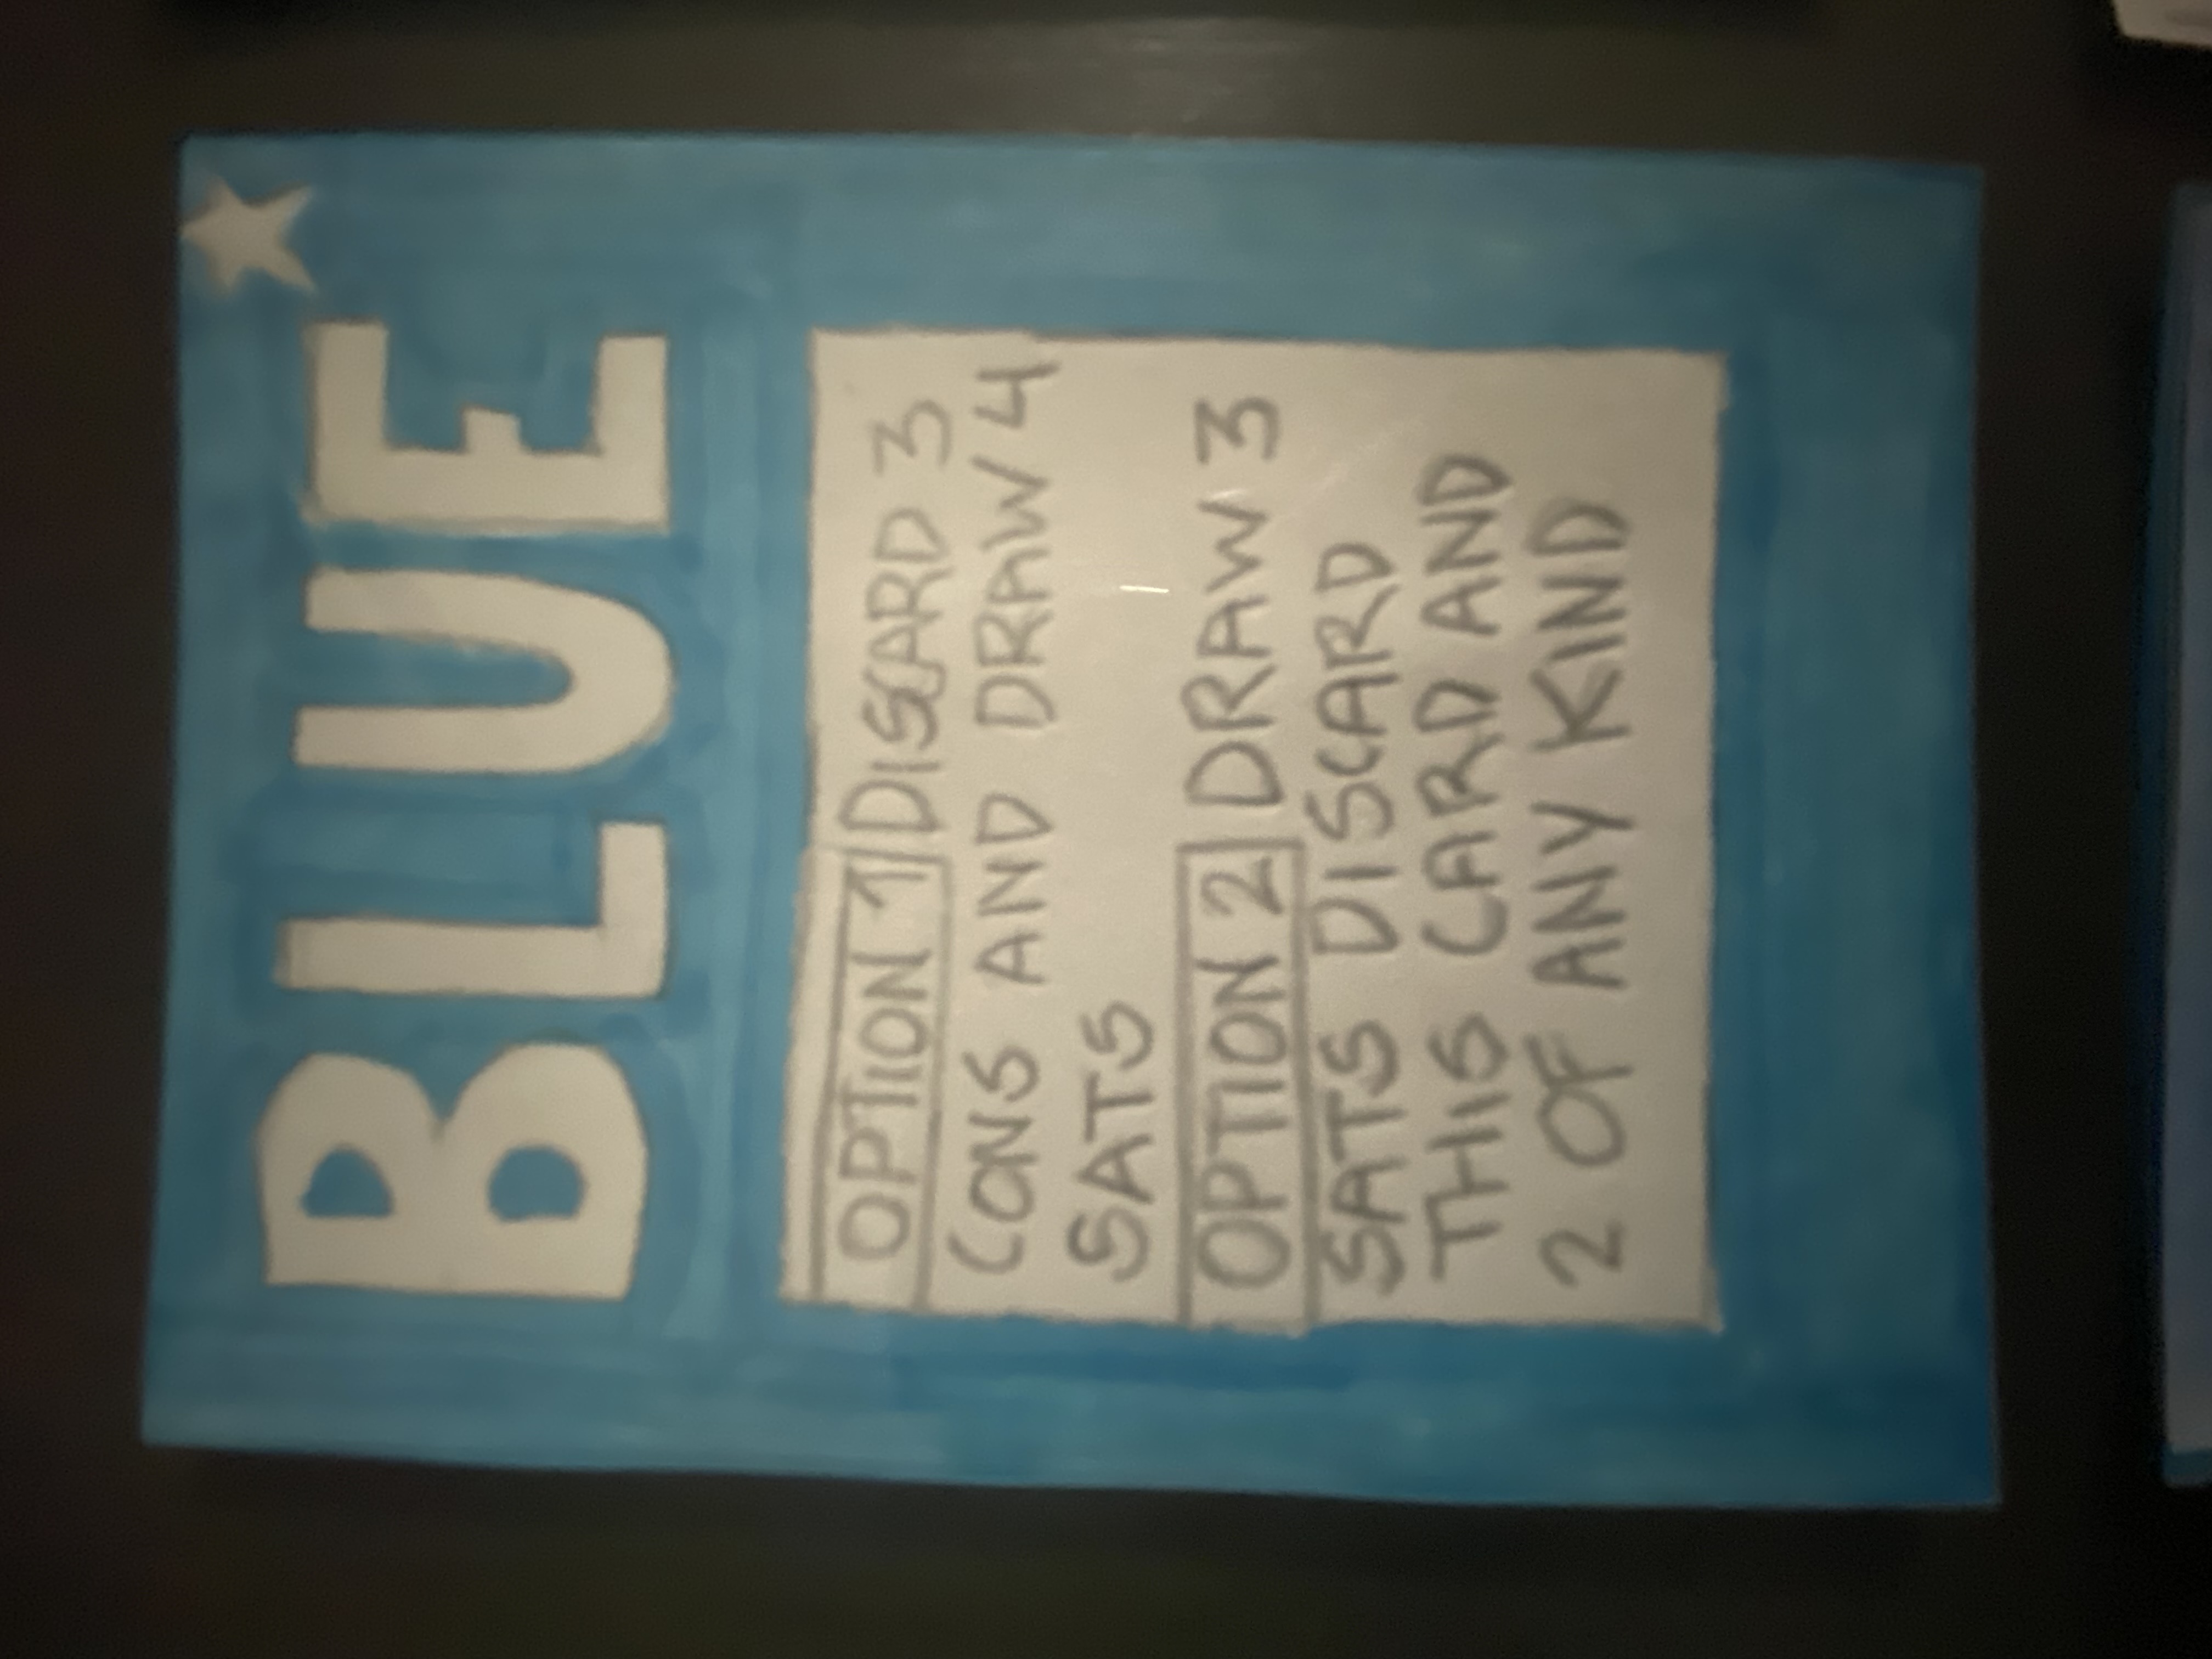 BLUE
OPTION 1 DISCARD 3
CONS AND DRAW 4
SATS
OPTION 2 DRAW 3
SATS DISCARD
THIS CARD AND
2 OF ANY KIND